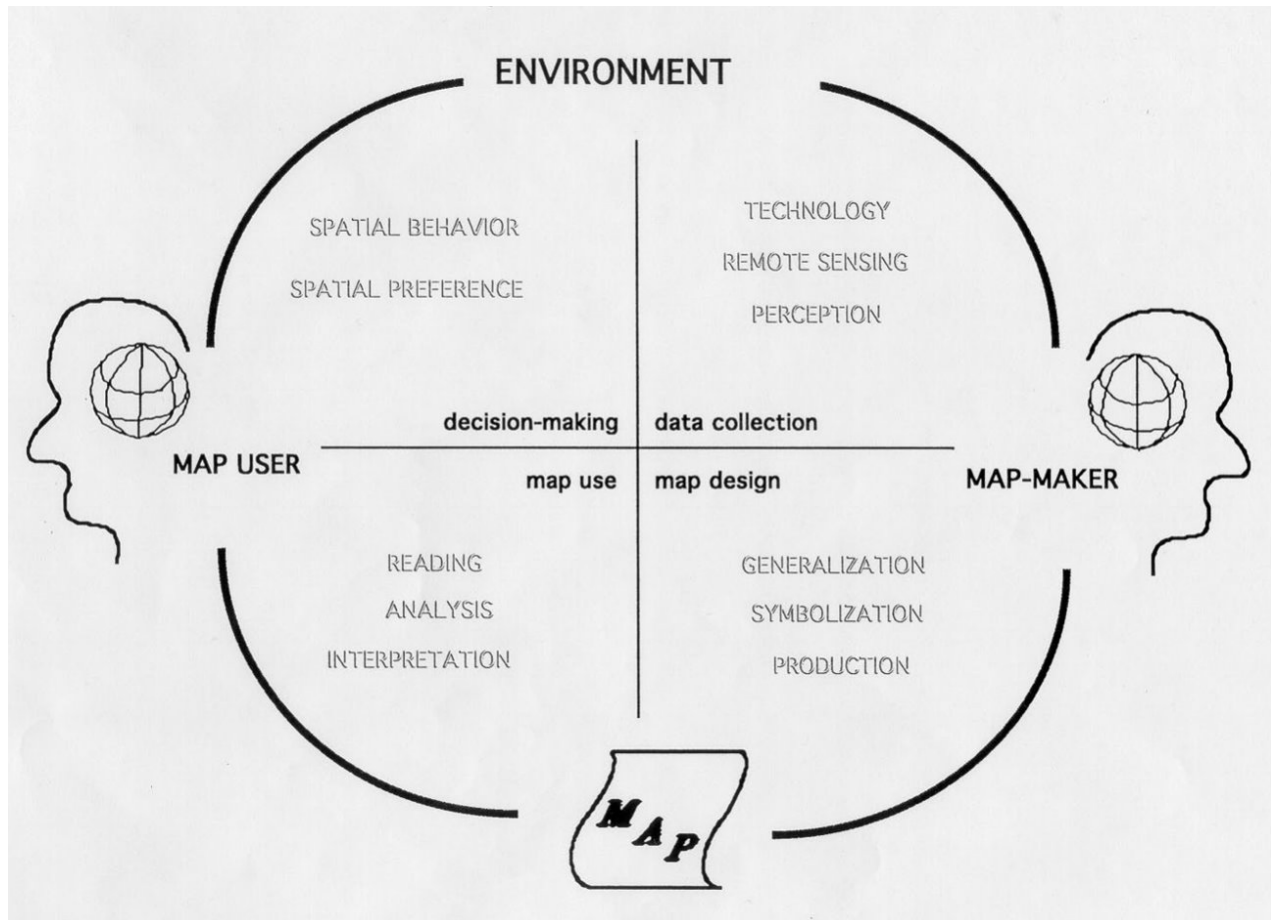 ENVIRONMENT
SPATIAL BEHAVIOR
SPATIAL PREFERENCE
TECHNOLOGY
REMOTE SENSING
PERCEPTION
decision-making
data collection
MAP USER
map use
map design
MAP-MAKER
READING
ANALYSIS
INTERPRETATION
GENERALIZATION
SYMBOLIZATION
PRODUCTION
MAP